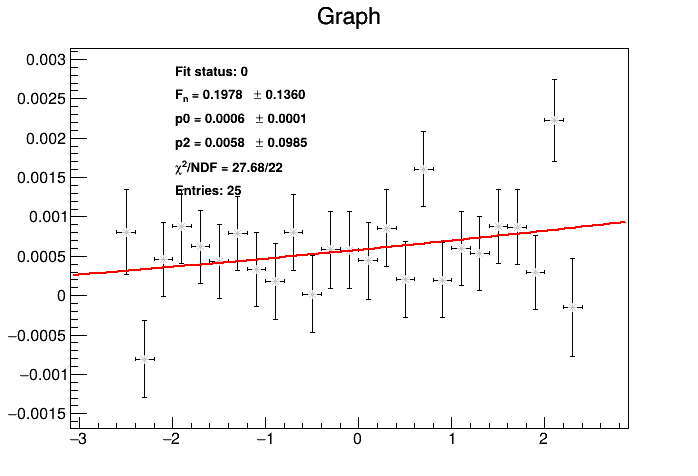 Graph
0.003
0.0025
0.002
0.0015
0.001
0.0005
0
−0.0005
−0.001
−0.0015
Fit status: 0
Fn = 0.1978 ± 0.1360
p0 = 0.0006 ± 0.0001
p2 = 0.0058 ± 0.0985
χ²/NDF = 27.68/22
Entries: 25
−3 −2 −1 0 1 2